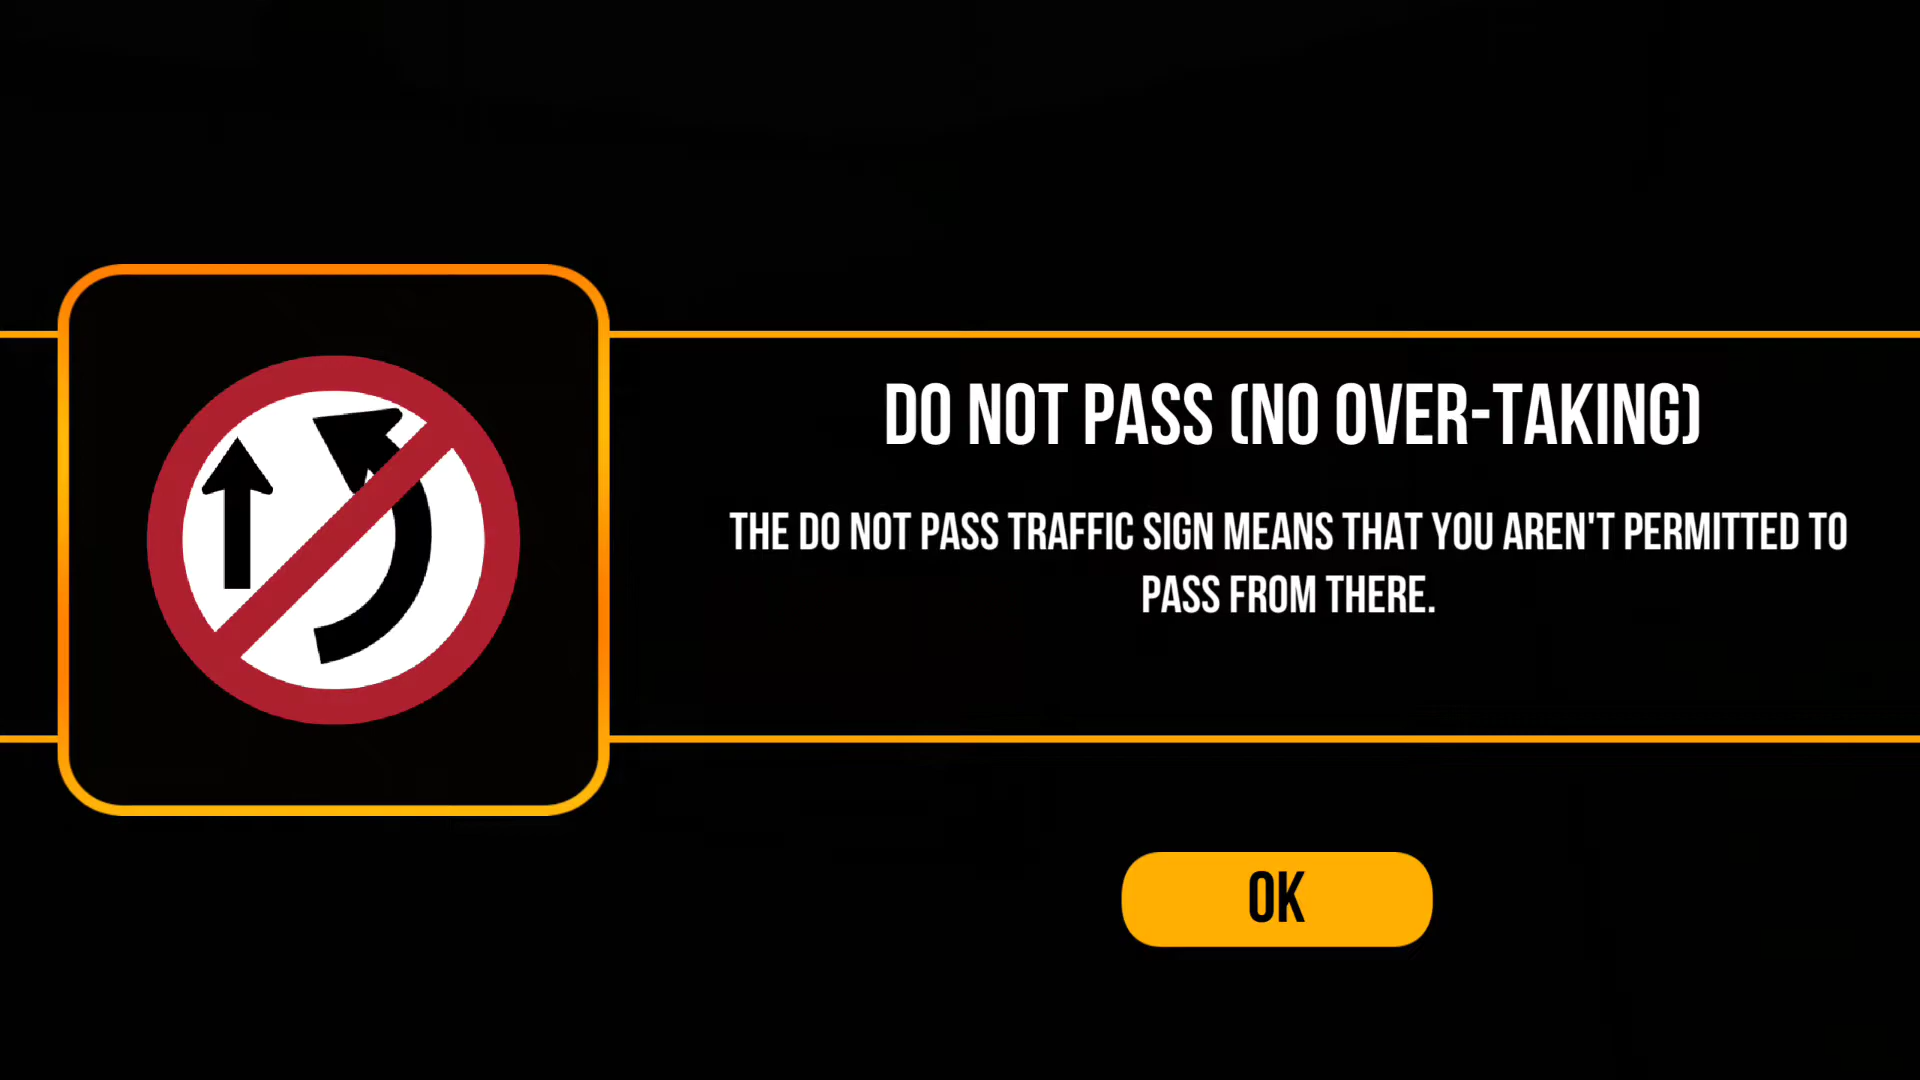 DO NOT PASS (NO OVER-TAKING)
THE DO NOT PASS TRAFFIC SIGN MEANS THAT YOU AREN'T PERMITTED TO
PASS FROM THERE.
OK